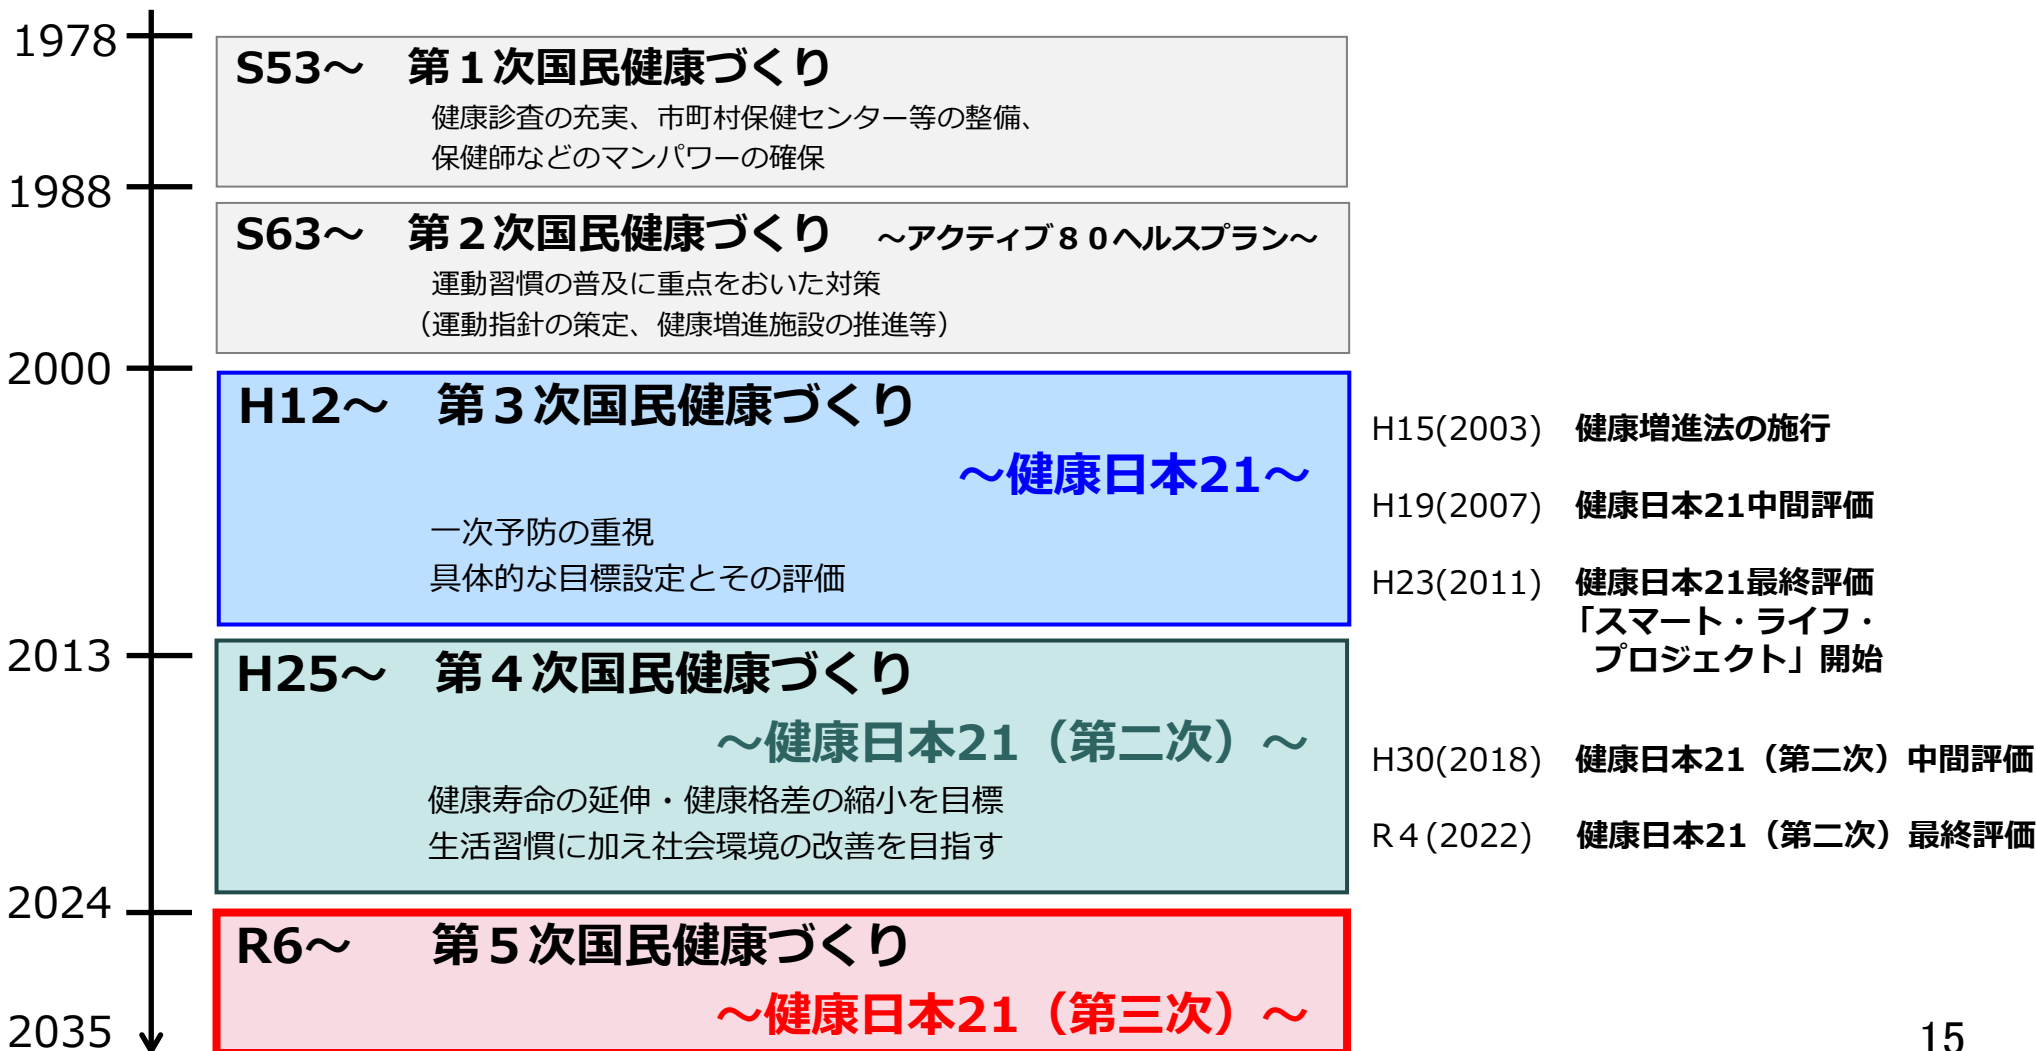 1978
S53～　第１次国民健康づくり
健康診査の充実、市町村保健センター等の整備、
保健師などのマンパワーの確保
1988
S63～　第２次国民健康づくり　～アクティブ８０ヘルスプラン～
運動習慣の普及に重点をおいた対策
（運動指針の策定、健康増進施設の推進等）
2000
H12～　第３次国民健康づくり
～健康日本21～
一次予防の重視
具体的な目標設定とその評価
H15(2003)　健康増進法の施行
H19(2007)　健康日本21中間評価
H23(2011)　健康日本21最終評価
「スマート・ライフ・
プロジェクト」開始
2013
H25～　第４次国民健康づくり
～健康日本21（第二次）～
健康寿命の延伸・健康格差の縮小を目標
生活習慣に加え社会環境の改善を目指す
H30(2018)　健康日本21（第二次）中間評価
R４(2022)　健康日本21（第二次）最終評価
2024
R6～　第５次国民健康づくり
～健康日本21（第三次）～
2035
15